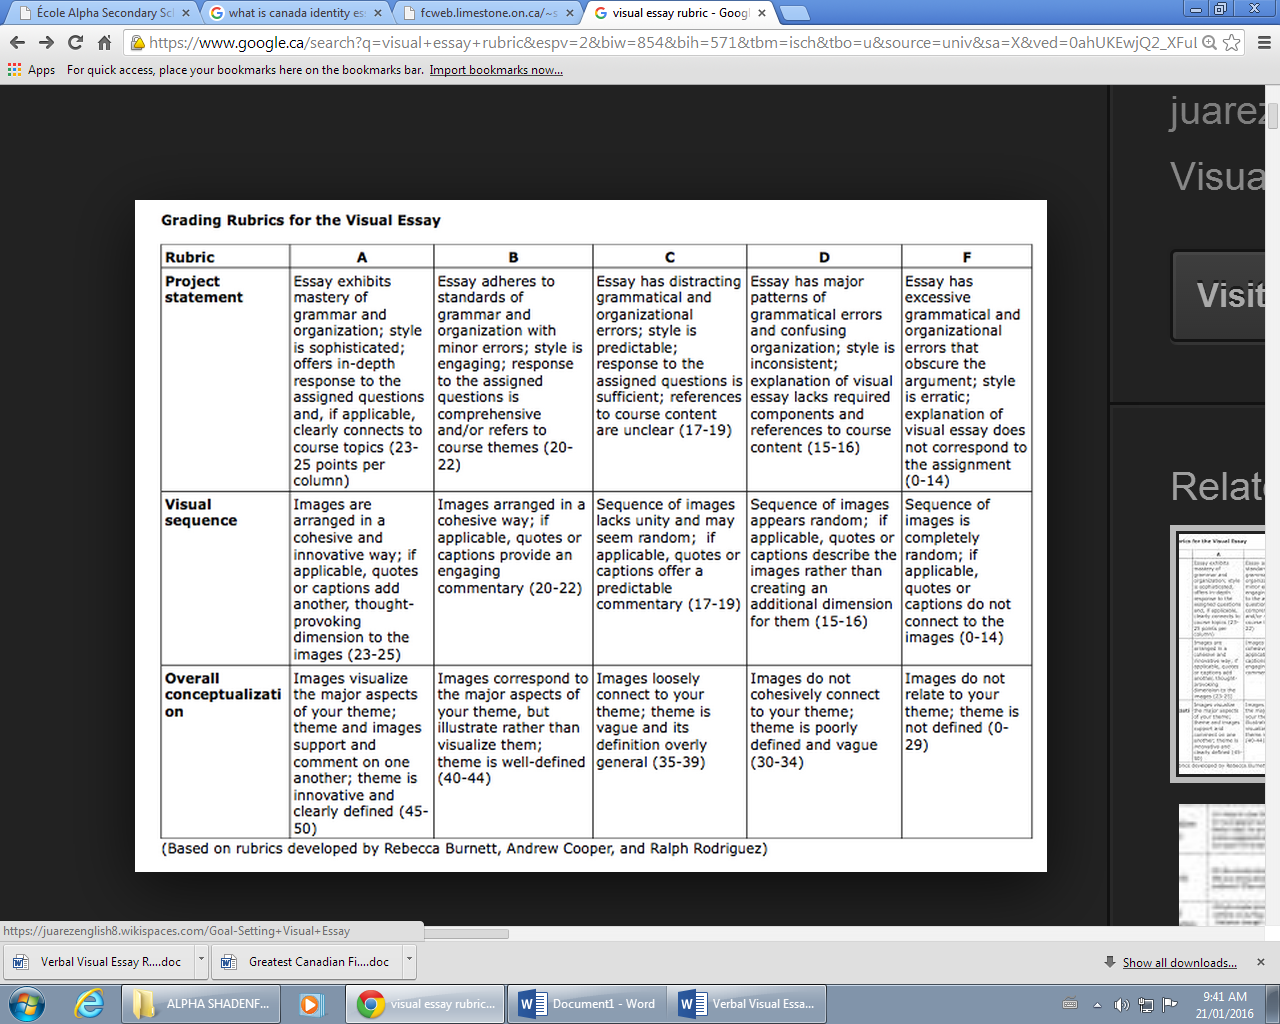 École Alpha Secondary Sc
what is canada identity es
fcweb.limestone.on.ca/~s
visual essay rubric - Goog
https://www.google.ca/search?q=visual+essay+rubric&espv=2&biw=854&bih=571&tbm=isch&tbo=u&source=univ&sa=X&ved=0ahUKEwjQ2_XFuL
Apps For quick access, place your bookmarks here on the bookmarks bar. Import bookmarks now...
juarez
Visua
Visit
Relat
Grading Rubrics for the Visual Essay
Rubric A B C D F
Project
statement
Essay exhibits
mastery of
grammar and
organization; style
is sophisticated;
offers in-depth
response to the
assigned questions
and, if applicable,
clearly connects to
course topics (23-
25 points per
column)
Essay adheres to
standards of
grammar and
organization with
minor errors; style is
engaging; response
to the assigned
questions is
comprehensive
and/or refers to
course themes (20-
22)
Essay has distracting
grammatical and
organizational
errors; style is
predictable;
response to the
assigned questions is
sufficient; references
to course content
are unclear (17-19)
Essay has major
patterns of
grammatical errors
and confusing
organization; style is
inconsistent;
explanation of visual
essay lacks required
components and
references to course
content (15-16)
Essay has
excessive
grammatical and
organizational
errors that
obscure the
argument; style
is erratic;
explanation of
visual essay does
not correspond to
the assignment
(0-14)
Visual
sequence
Images are
arranged in a
cohesive and
innovative way; if
applicable, quotes
or captions add
another, thought-
provoking
dimension to the
images (23-25)
Images arranged in a
cohesive way; if
applicable, quotes or
captions provide an
engaging
commentary (20-22)
Sequence of images
lacks unity and may
seem random; if
applicable, quotes or
captions offer a
predictable
commentary (17-19)
Sequence of images
appears random; if
applicable, quotes or
captions describe the
images rather than
creating an
additional dimension
for them (15-16)
Sequence of
images is
completely
random; if
applicable,
quotes or
captions do not
connect to the
images (0-14)
Overall
conceptualizati
on
Images visualize
the major aspects
of your theme;
theme and images
support and
comment on one
another; theme is
innovative and
clearly defined (45-
50)
Images correspond to
the major aspects of
your theme, but
illustrate rather than
visualize them;
theme is well-defined
(40-44)
Images loosely
connect to your
theme; theme is
vague and its
definition overly
general (35-39)
Images do not
cohesively connect
to your theme;
theme is poorly
defined and vague
(30-34)
Images do not
relate to your
theme; theme is
not defined (0-
29)
(Based on rubrics developed by Rebecca Burnett, Andrew Cooper, and Ralph Rodriguez)
https://juarezenglish8.wikispaces.com/Goal-Setting+Visual+Essay
Verbal Visual Essay R....doc
Greatest Canadian Fi....doc
Show all downloads...
ALPHA SHADENF...
visual essay rubric...
Document1 - Word
Verbal Visual Essa...
9:41 AM
21/01/2016